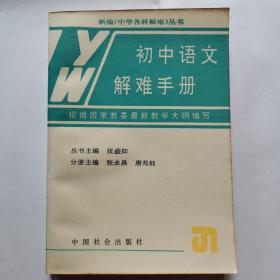 新编《中学各科解难》丛书
YW
初中语文
解难手册
根据国家教委最新教学大纲编写
丛书主编 张盛如
分册主编 张永昌 唐兆钰
中国社会出版社